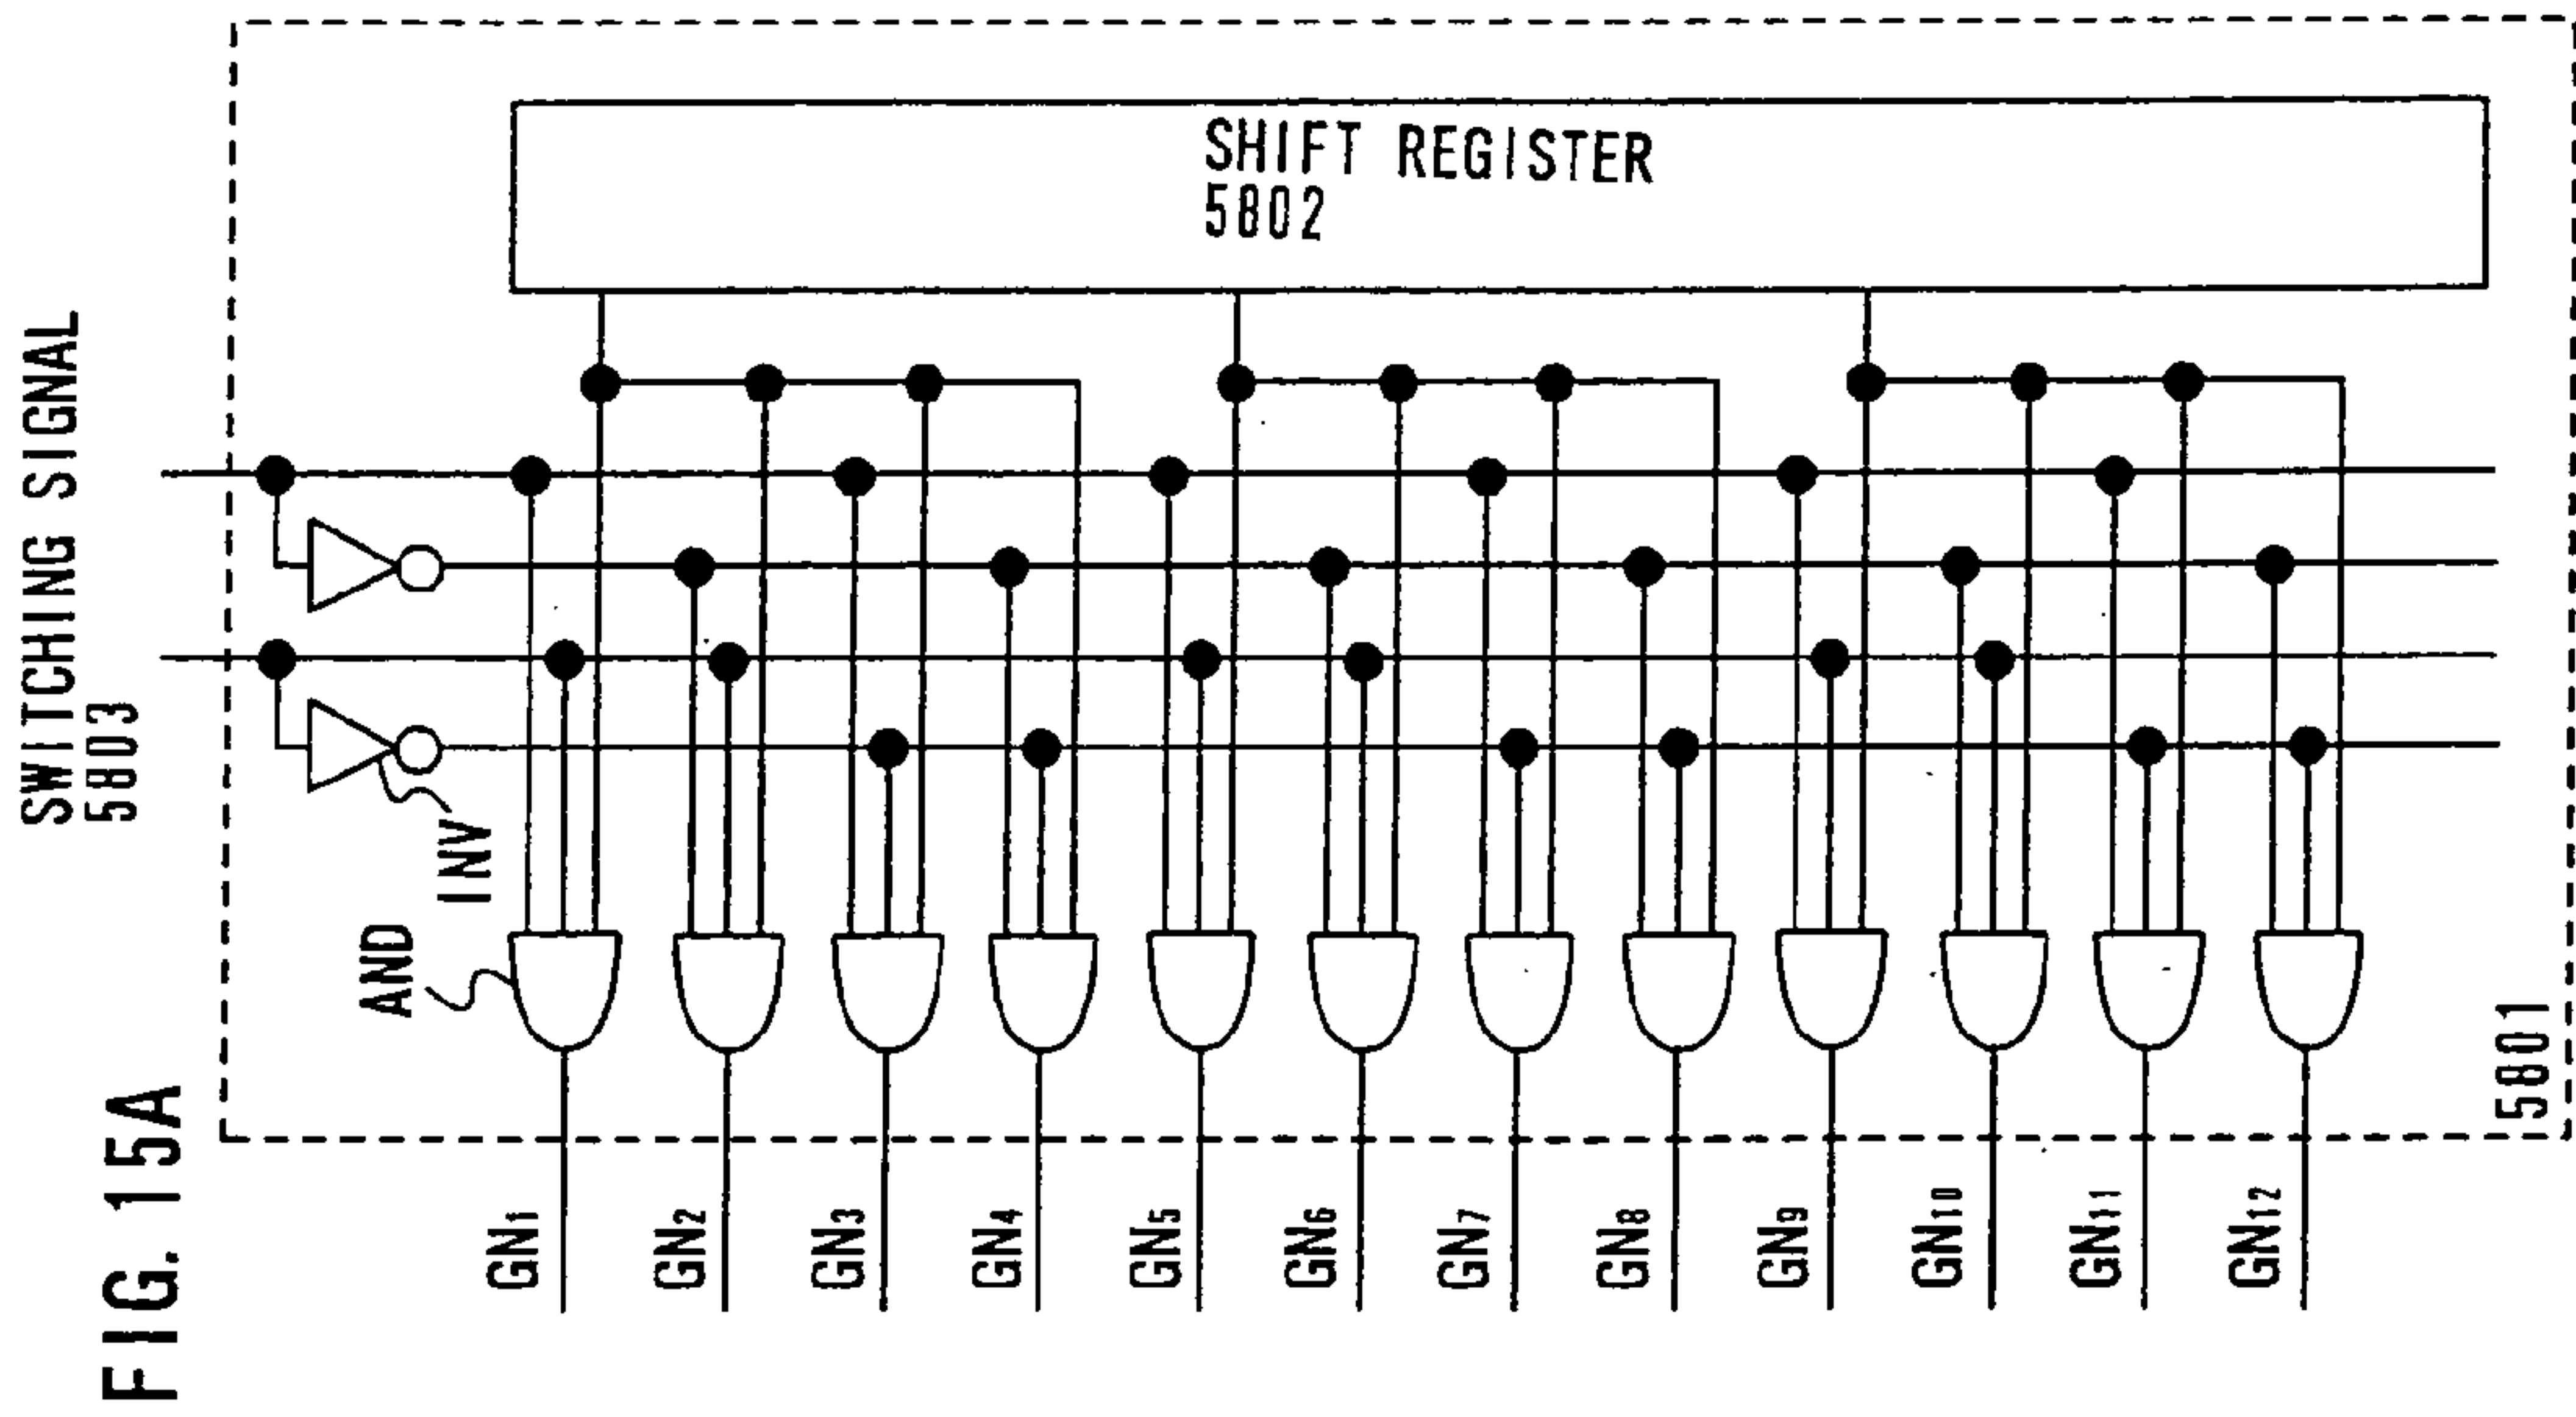 FIG. 15A
SWITCHING SIGNAL
5803
SHIFT REGISTER
5802
INV
AND
GN1
GN2
GN3
GN4
GN5
GN6
GN7
GN8
GN9
GN10
GN11
GN12
5801